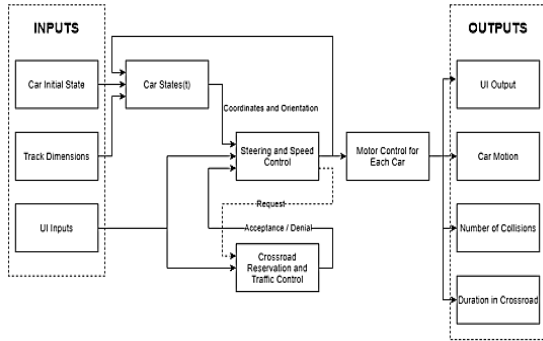 INPUTS
OUTPUTS
Car Initial State
Car States(t)
UI Output
Coordinates and Orientation
Track Dimensions
Steering and Speed
Control
Motor Control for
Each Car
Car Motion
Request
UI Inputs
Acceptance / Denial
Number of Collisions
Crossroad
Reservation and
Traffic Control
Duration in Crossroad